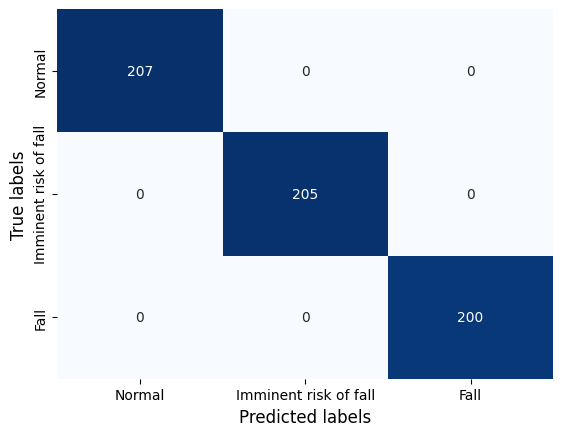 Normal
207
0
0
Imminent risk of fall
0
205
0
Fall
0
0
200
True labels
Normal
Imminent risk of fall
Fall
Predicted labels